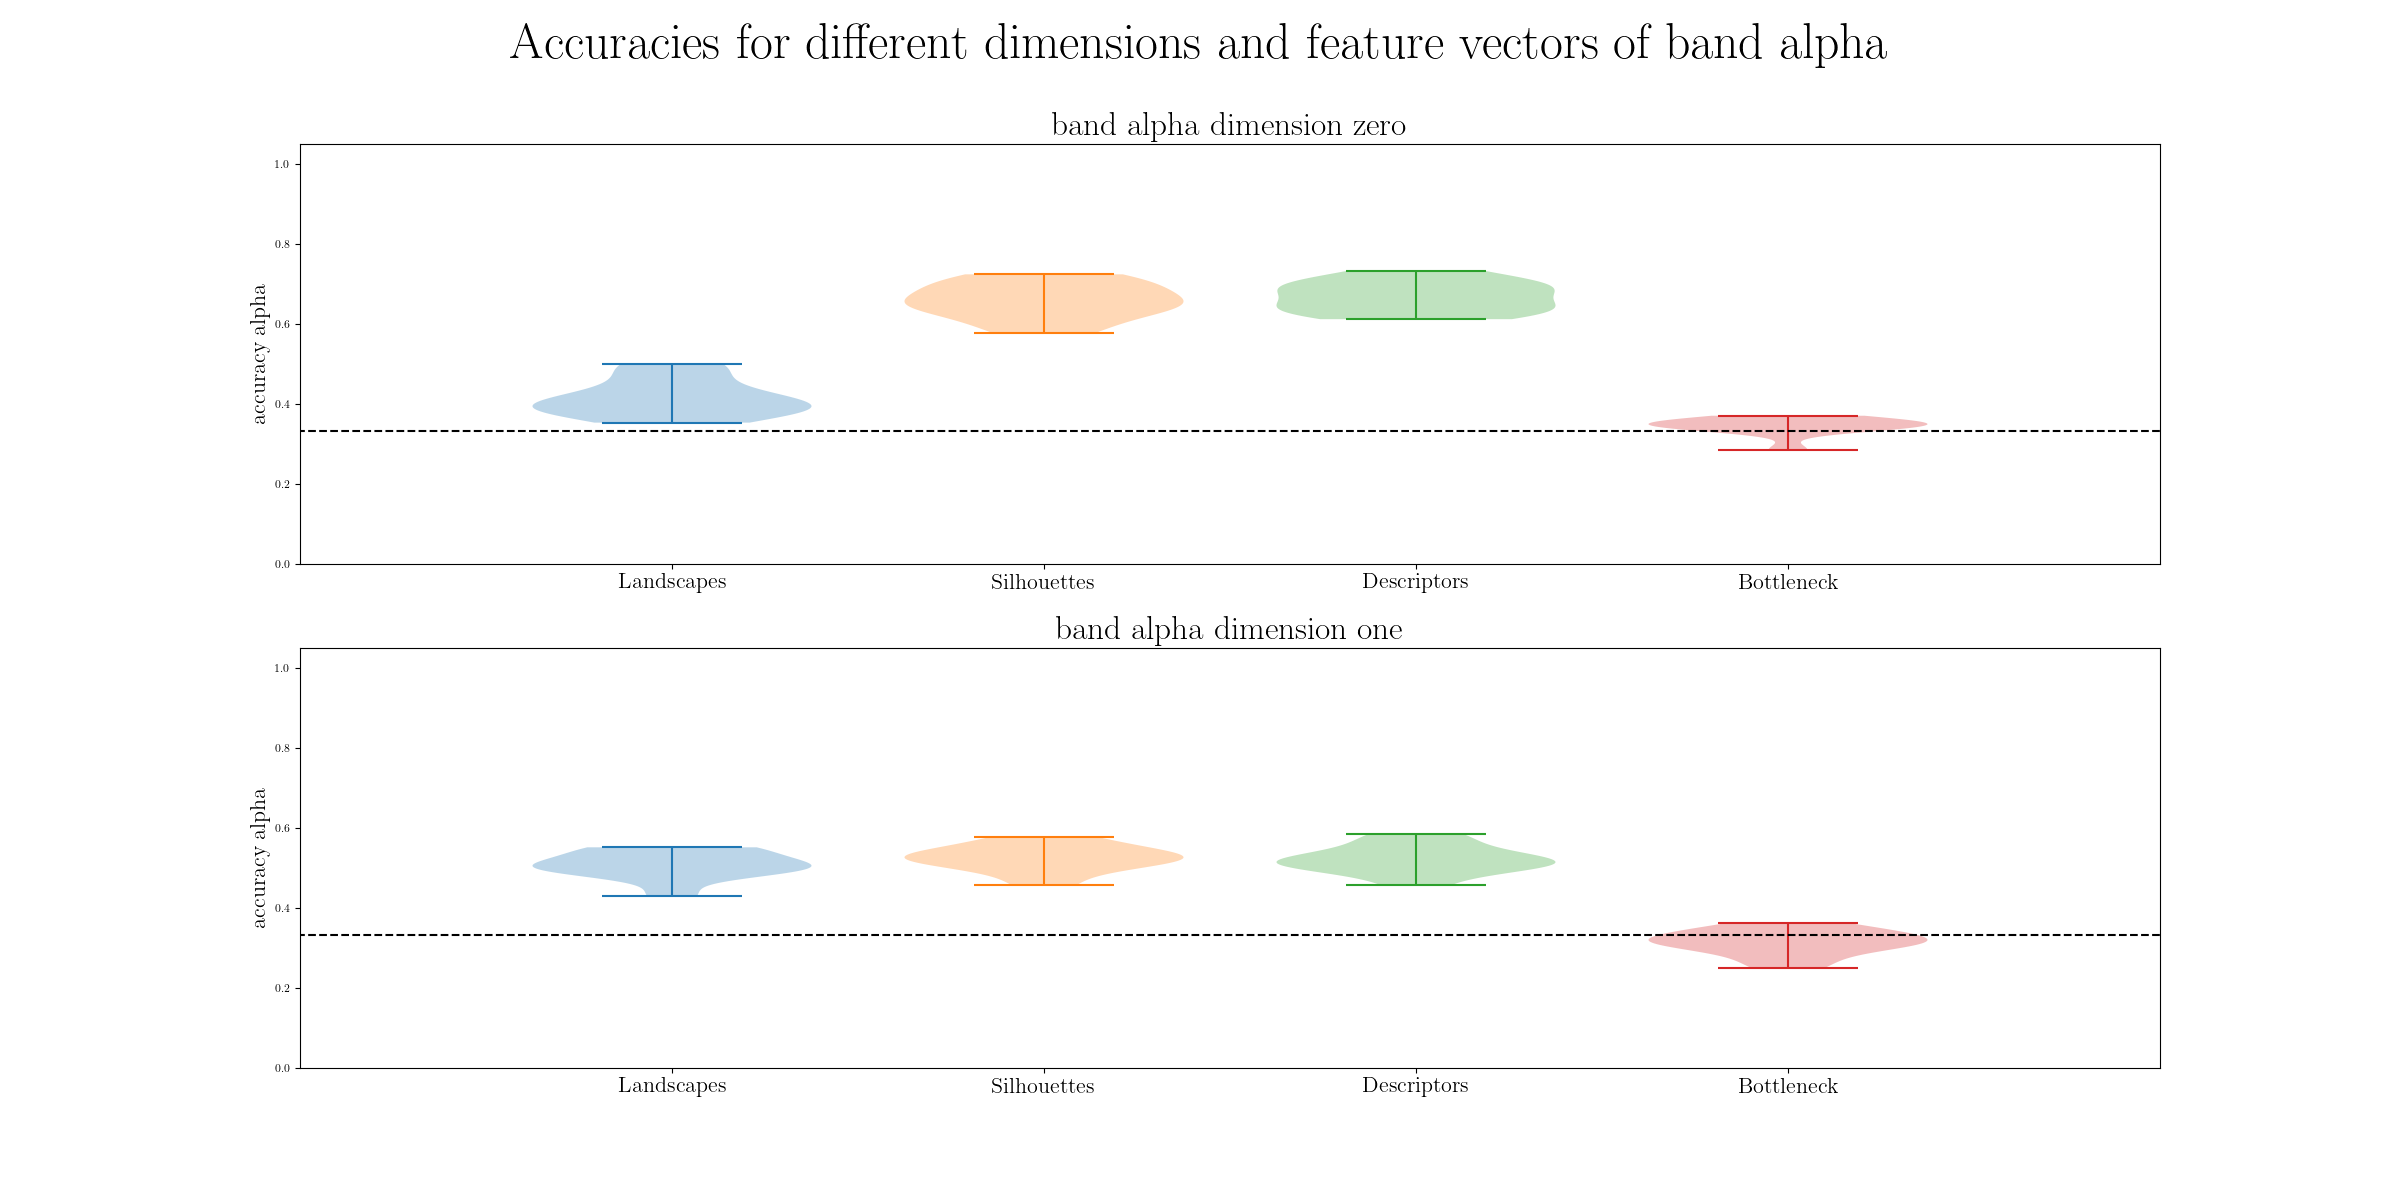 Accuracies for different dimensions and feature vectors of band alpha
band alpha dimension zero
accuracy alpha
1.0
0.8
0.6
0.4
0.2
0.0
Landscapes Silhouettes Descriptors Bottleneck
band alpha dimension one
accuracy alpha
1.0
0.8
0.6
0.4
0.2
0.0
Landscapes Silhouettes Descriptors Bottleneck